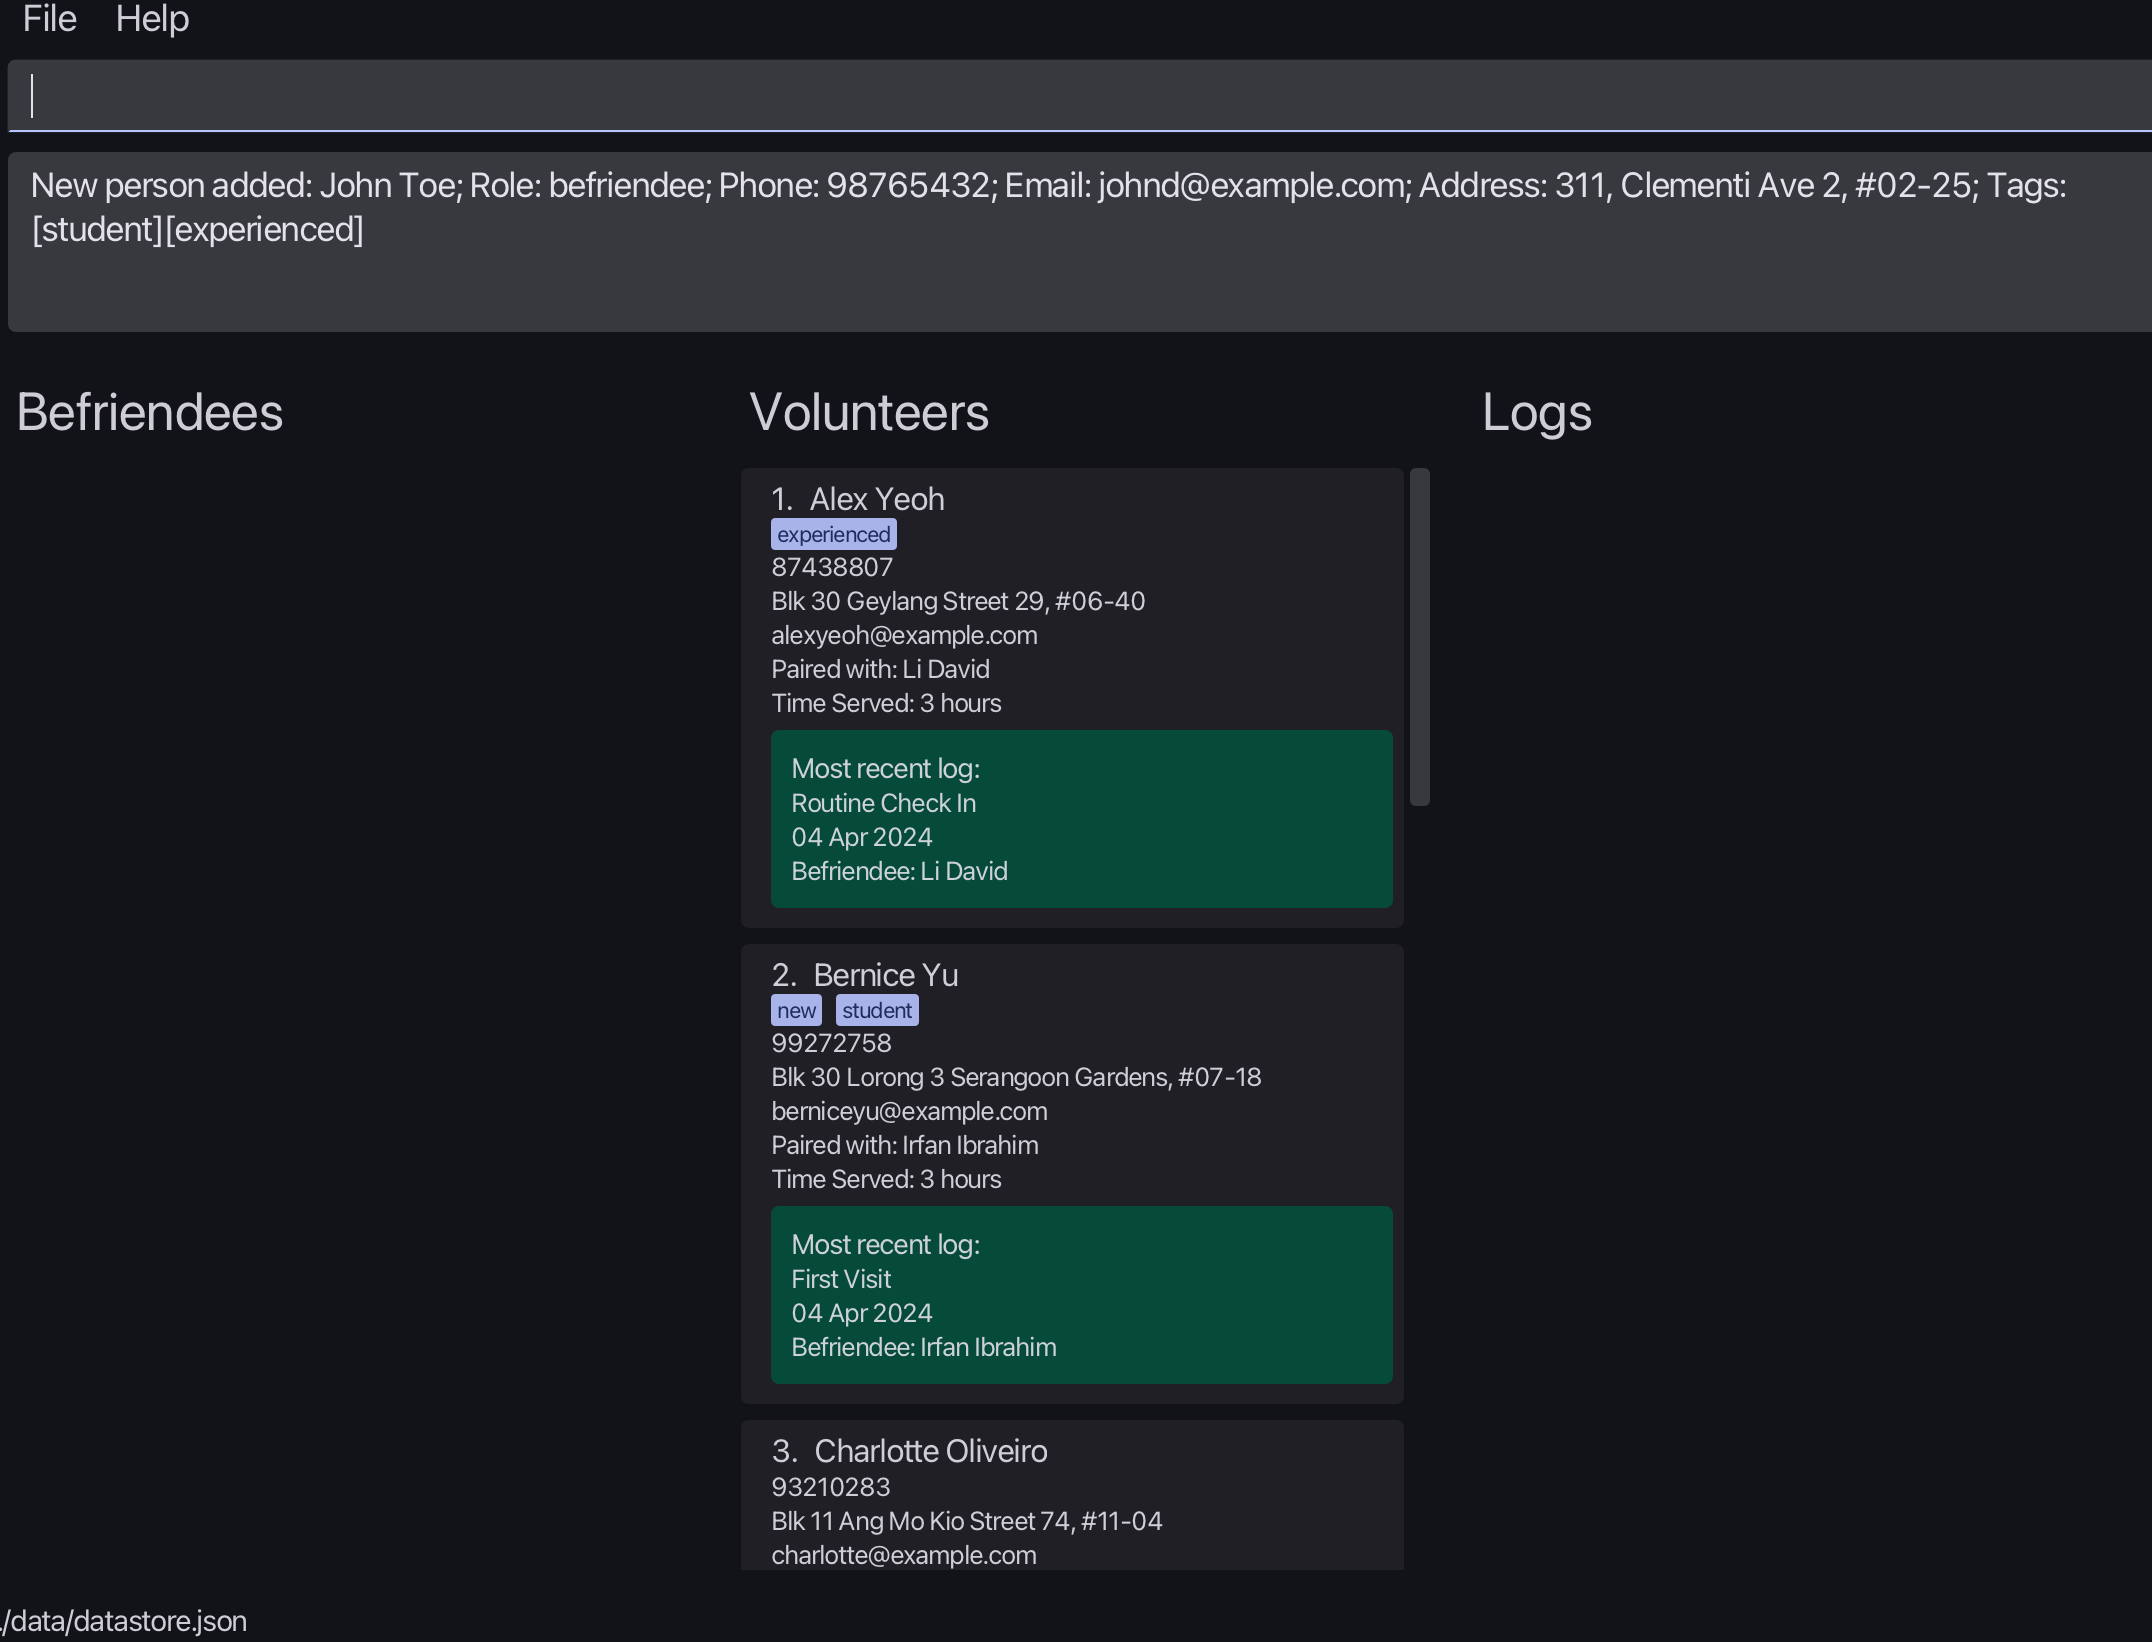 File Help
New person added: John Toe; Role: befriendee; Phone: 98765432; Email: johnd@example.com; Address: 311, Clementi Ave 2, #02-25; Tags:
[student][experienced]
Befriendees
Volunteers
Logs
1. Alex Yeoh
experienced
87438807
Blk 30 Geylang Street 29, #06-40
alexyeoh@example.com
Paired with: Li David
Time Served: 3 hours
Most recent log:
Routine Check In
04 Apr 2024
Befriendee: Li David
2. Bernice Yu
new student
99272758
Blk 30 Lorong 3 Serangoon Gardens, #07-18
berniceyu@example.com
Paired with: Irfan Ibrahim
Time Served: 3 hours
Most recent log:
First Visit
04 Apr 2024
Befriendee: Irfan Ibrahim
3. Charlotte Oliveiro
93210283
Blk 11 Ang Mo Kio Street 74, #11-04
charlotte@example.com
./data/datastore.json